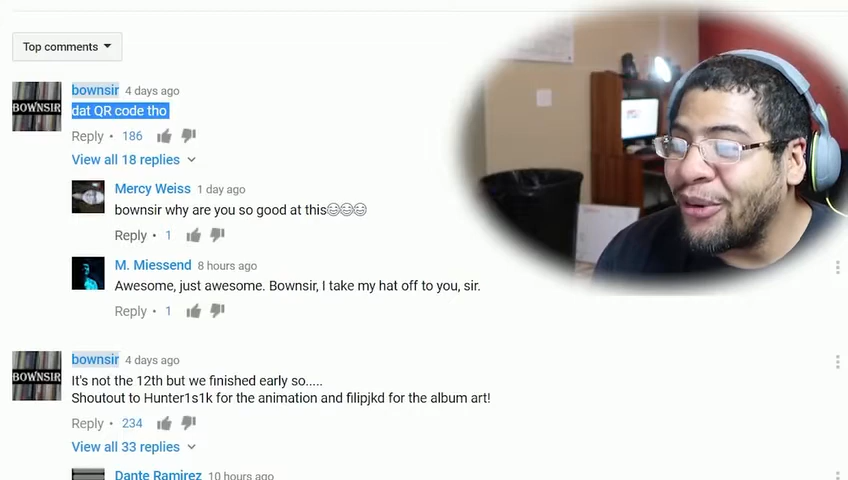 Top comments
bownsir 4 days ago
BOWNSIR
dat QR code tho
Reply • 186
View all 18 replies
Mercy Weiss 1 day ago
bownsir why are you so good at this😂😂😂
Reply • 1
M. Miessend 8 hours ago
Awesome, just awesome. Bownsir, I take my hat off to you, sir.
Reply • 1
bownsir 4 days ago
BOWNSIR
It's not the 12th but we finished early so.....
Shoutout to Hunter1s1k for the animation and filipjkd for the album art!
Reply • 234
View all 33 replies
Dante Ramirez 10 hours ago